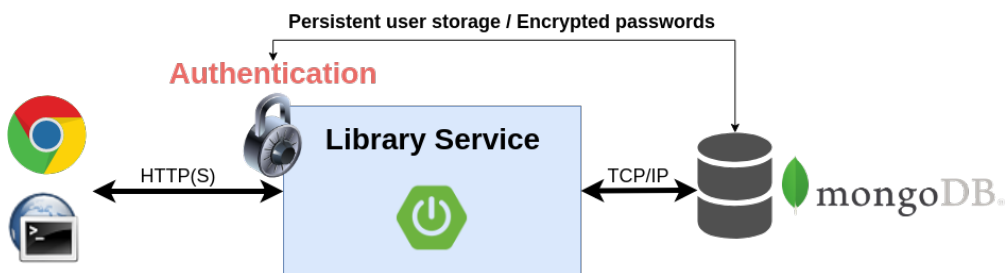 Persistent user storage / Encrypted passwords
Authentication
Library Service
HTTP(S)
TCP/IP
mongoDB®
>_